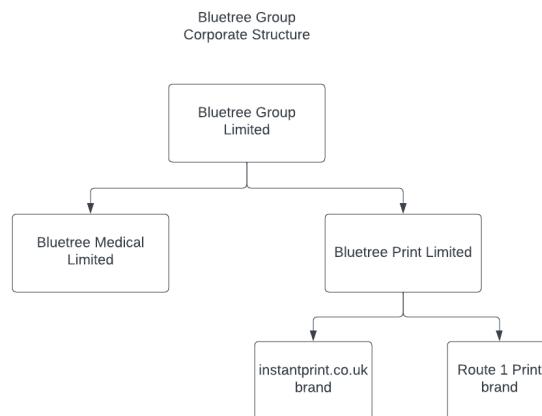 Bluetree Group
Corporate Structure
Bluetree Group
Limited
Bluetree Medical
Limited
Bluetree Print Limited
instantprint.co.uk
brand
Route 1 Print
brand